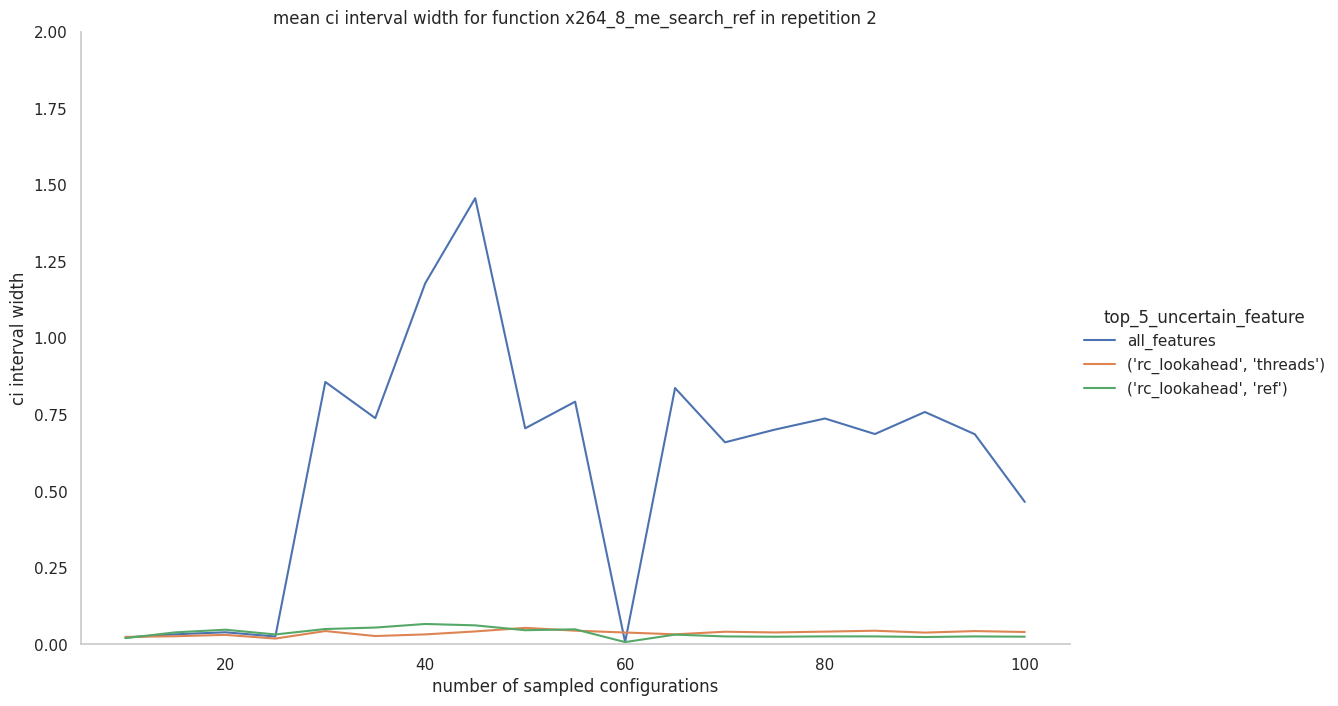 mean ci interval width for function x264_8_me_search_ref in repetition 2
2.00
1.75
1.50
1.25
1.00
0.75
0.50
0.25
0.00
ci interval width
20
40
60
80
100
number of sampled configurations
top_5_uncertain_feature
all_features
('rc_lookahead', 'threads')
('rc_lookahead', 'ref')